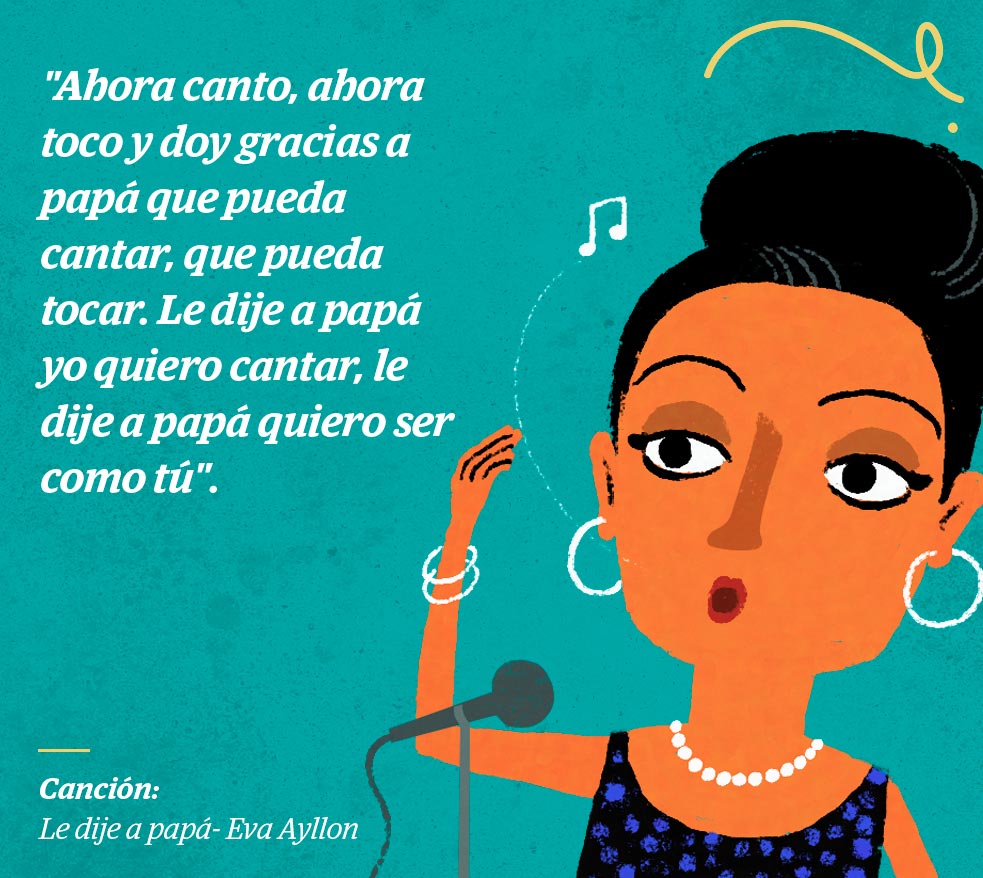 "Ahora canto, ahora
toco y doy gracias a
papá que pueda
cantar, que pueda
tocar. Le dije a papá
yo quiero cantar, le
dije a papá quiero ser
como tú".
Canción:
Le dije a papá- Eva Ayllon